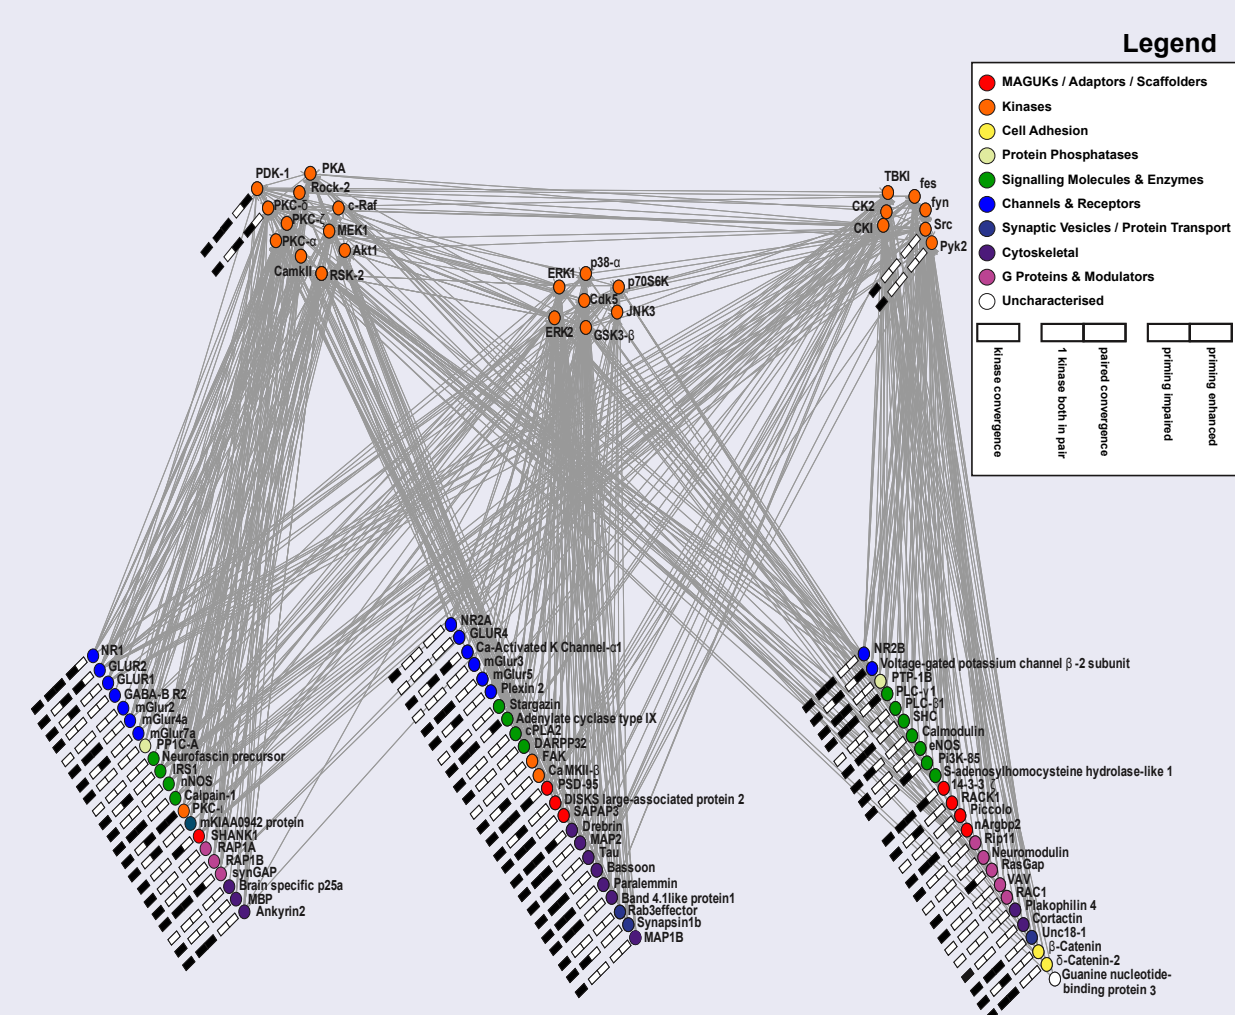 Legend
MAGUKs / Adaptors / Scaffolders
Kinases
Cell Adhesion
Protein Phosphatases
Signalling Molecules & Enzymes
Channels & Receptors
Synaptic Vesicles / Protein Transport
Cytoskeletal
G Proteins & Modulators
Uncharacterised
kinase convergence
1 kinase both in pair
paired convergence
priming impaired
priming enhanced
PDK-1
PKA
Rock-2
PKC-δ
c-Raf
PKC-ζ
MEK1
PKC-α
Akt1
CamkII
RSK-2
p38-α
ERK1
p70S6K
Cdk5
JNK3
ERK2
GSK3-β
TBKI
fes
CK2
fyn
CKI
Src
Pyk2
NR1
GLUR2
GLUR1
GABA-B R2
mGlur2
mGlur4a
mGlur7a
PP1C-A
Neurofascin precursor
IRS1
nNOS
Calpain-1
PKC-ι
mKIAA0942 protein
SHANK1
RAP1A
RAP1B
synGAP
Brain specific p25a
MBP
Ankyrin2
NR2A
GLUR4
Ca-Activated K Channel-α1
mGlur3
mGlur5
Plexin 2
Stargazin
Adenylate cyclase type IX
cPLA2
DARPP32
FAK
CaMKII-β
PSD-95
DISKS large-associated protein 2
SAPAP3
Drebrin
MAP2
Tau
Bassoon
Paralemmin
Band 4.1like protein1
Rab3effector
Synapsin1b
MAP1B
NR2B
Voltage-gated potassium channel β -2 subunit
PTP-1B
PLC-γ1
PLC-β1
SHC
Calmodulin
eNOS
Pi3K-85
S-adenosylhomocysteine hydrolase-like 1
14-3-3 ζ
RACK1
Piccolo
nArgbp2
Rip11
Neuromodulin
RasGap
VAV
RAC1
Plakophilin 4
Cortactin
Unc18-1
β-Catenin
δ-Catenin-2
Guanine nucleotide-
binding protein 3